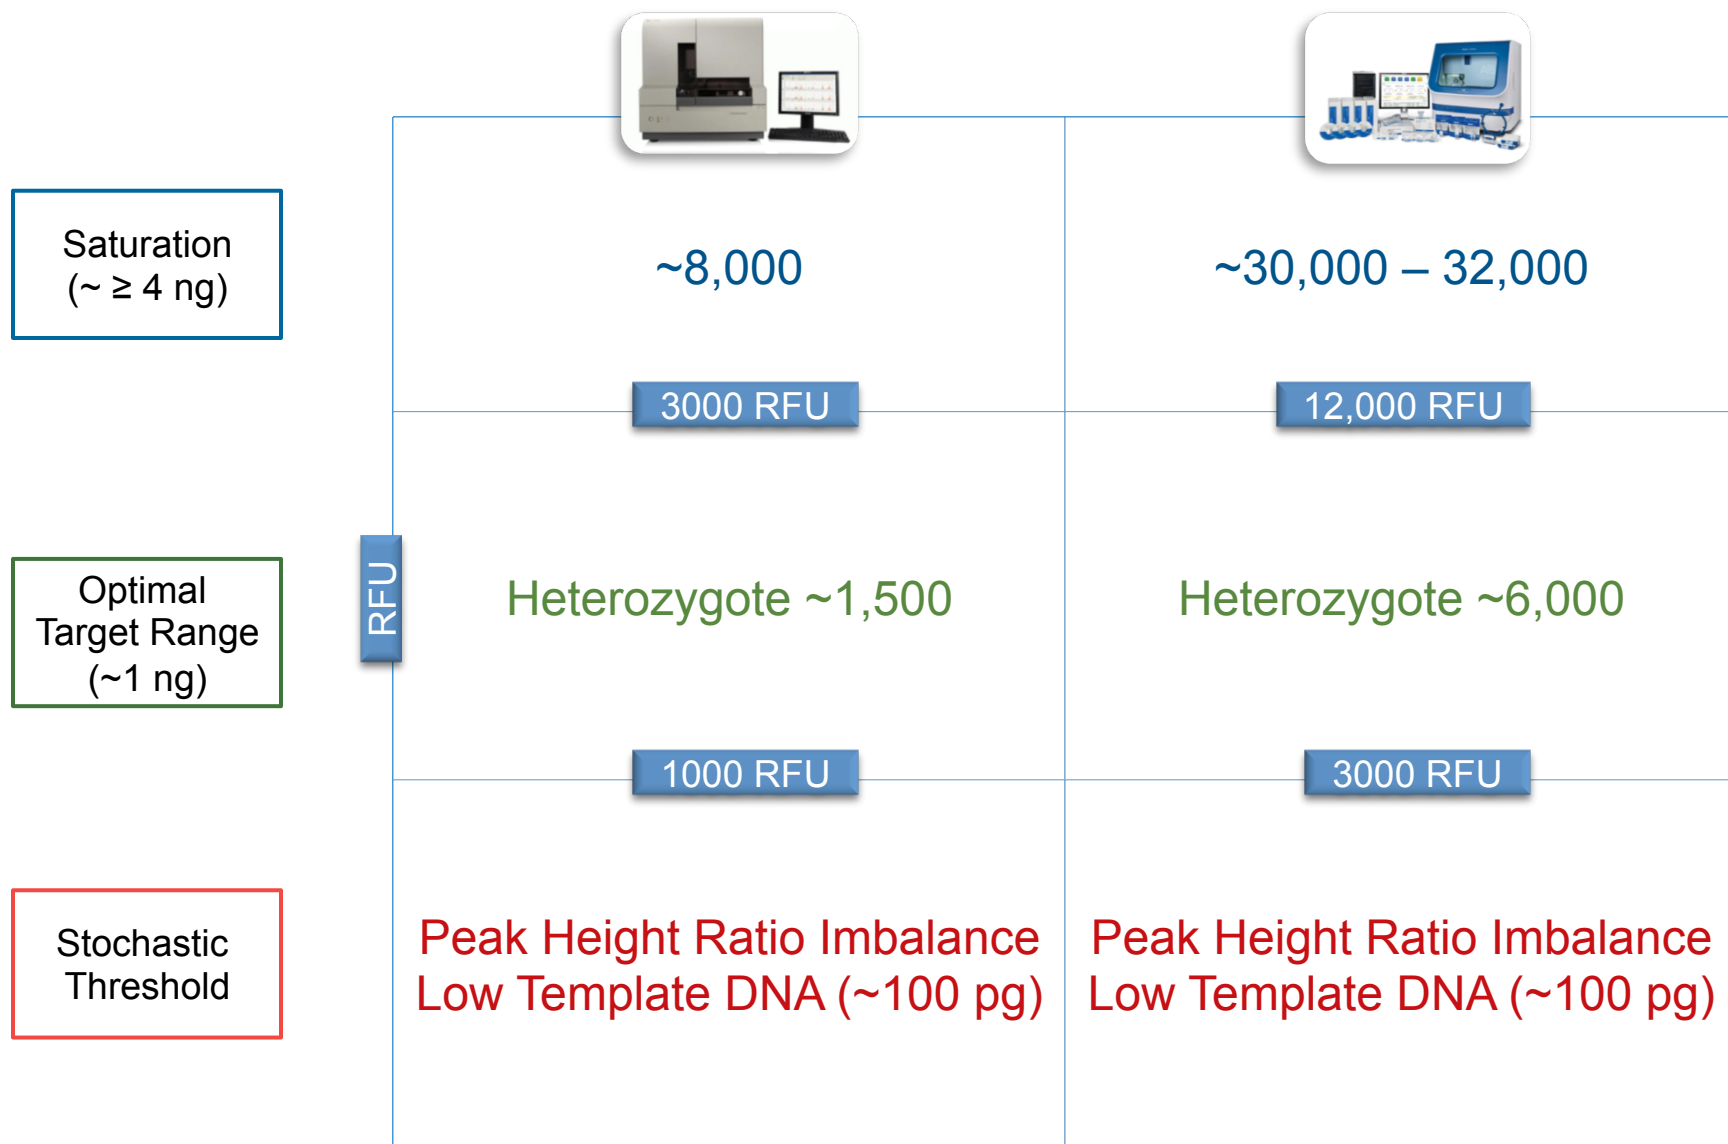 Saturation
(~ ≥ 4 ng)
~8,000
~30,000 – 32,000
3000 RFU
12,000 RFU
Optimal
Target Range
(~1 ng)
RFU
Heterozygote ~1,500
Heterozygote ~6,000
1000 RFU
3000 RFU
Stochastic
Threshold
Peak Height Ratio Imbalance
Low Template DNA (~100 pg)
Peak Height Ratio Imbalance
Low Template DNA (~100 pg)